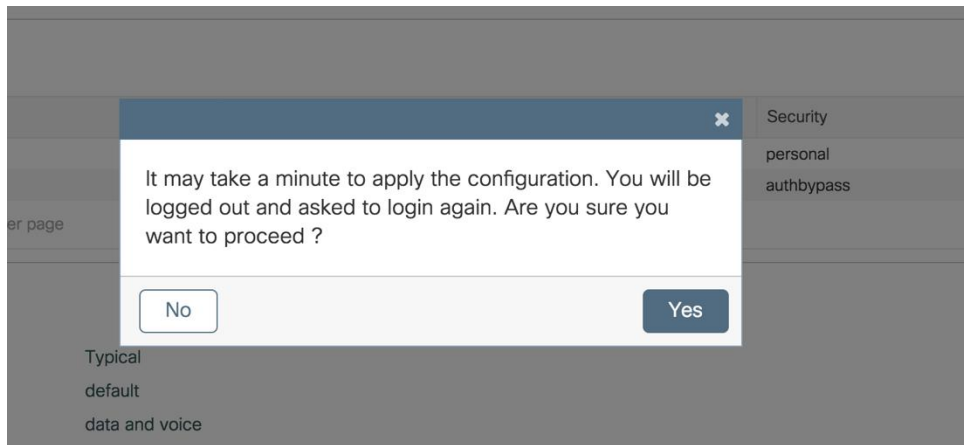 Security
personal
authbypass
It may take a minute to apply the configuration. You will be
logged out and asked to login again. Are you sure you
want to proceed ?
er page
No
Yes
Typical
default
data and voice